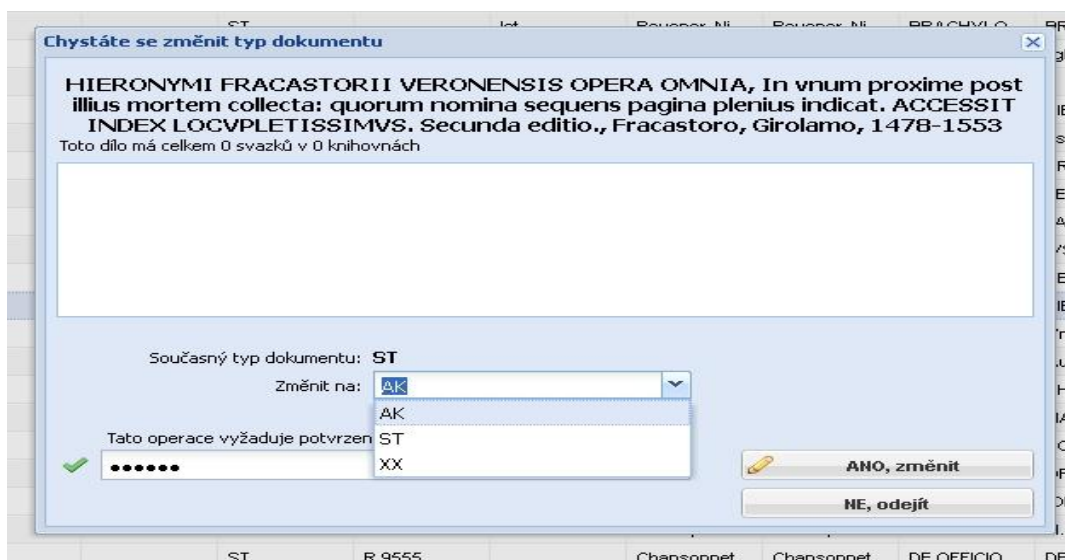 ST
Chystáte se změnit typ dokumentu
HIERONYMI FRACASTORII VERONENSIS OPERA OMNIA, In vnum proxime post
illius mortem collecta: quorum nomina sequens pagina plenius indicat. ACCESSIT
INDEX LOCVPLETISSIMVS. Secunda editio., Fracastoro, Girolamo, 1478-1553
Toto dílo má celkem 0 svazků v 0 knihovnách
Současný typ dokumentu: ST
Změnit na: AK
AK
Tato operace vyžaduje
ST
XX
••••••
ANO, změnit
NE, odejít
ST R 9555 Chansonnet Chansonnet DE OFFICIO DE